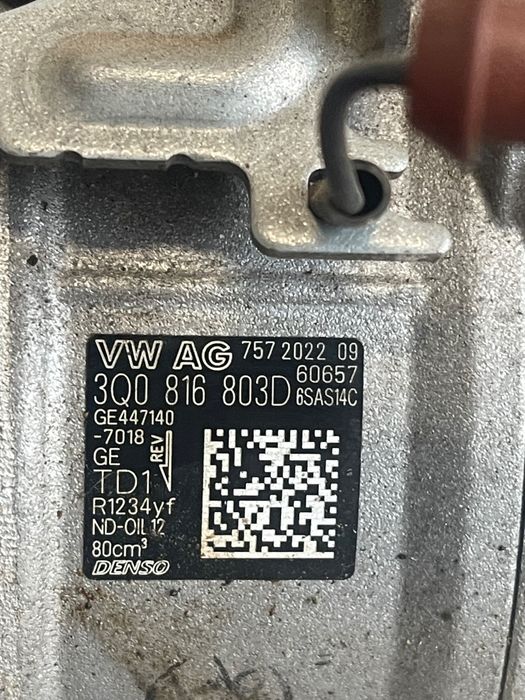 VW AG 757 2022 09
60657
3Q0 816 803D 6SAS14C
GE447140
-7018
GE
REV
TD1
R1234yf
ND-OIL 12
80cm³
DENSO